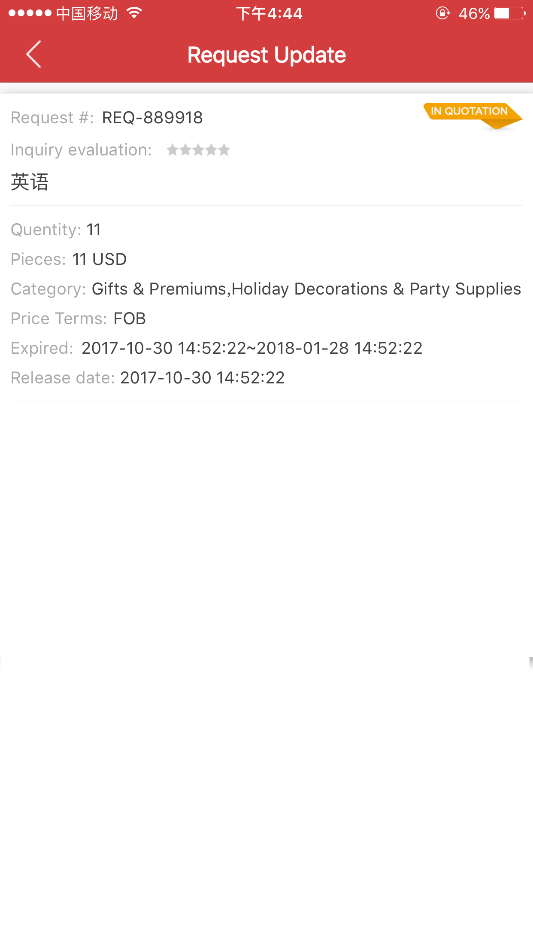 中国移动 下午4:44 46%
Request Update
Request #: REQ-889918 IN QUOTATION
Inquiry evaluation:
英语
Quentity: 11
Pieces: 11 USD
Category: Gifts & Premiums,Holiday Decorations & Party Supplies
Price Terms: FOB
Expired: 2017-10-30 14:52:22~2018-01-28 14:52:22
Release date: 2017-10-30 14:52:22